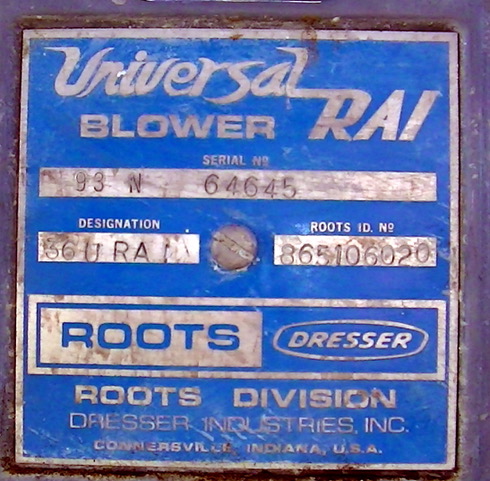 Universal
BLOWER RAI
SERIAL Nº
93 N 64645
DESIGNATION
36 U RAI
ROOTS ID. Nº
865106020
ROOTS
DRESSER
ROOTS DIVISION
DRESSER INDUSTRIES, INC.
CONNERSVILLE, INDIANA, U.S.A.